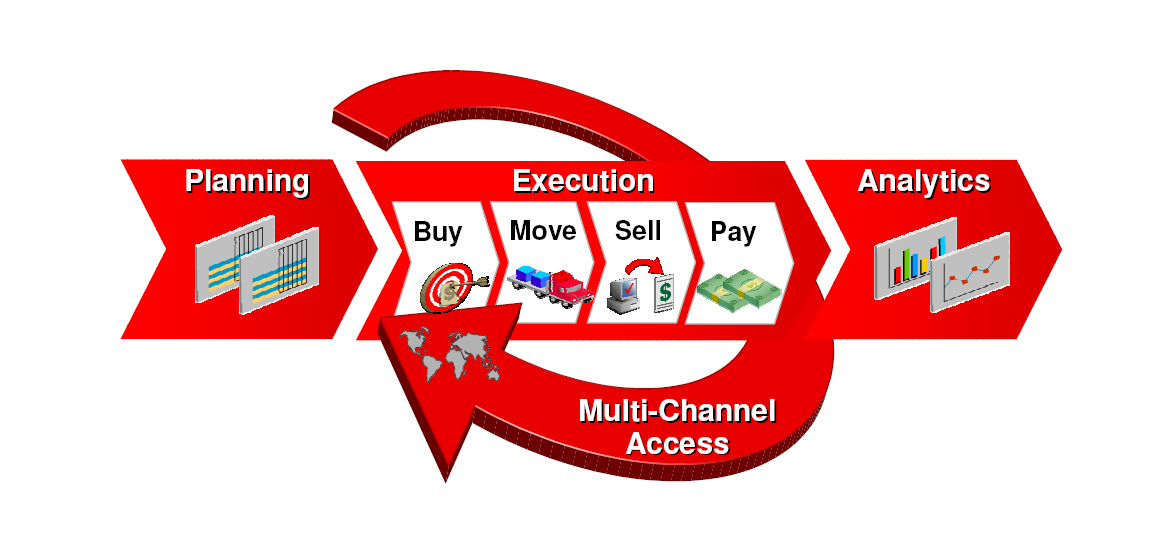 Planning
Execution
Analytics
Buy
Move
Sell
Pay
$
Multi-Channel
Access